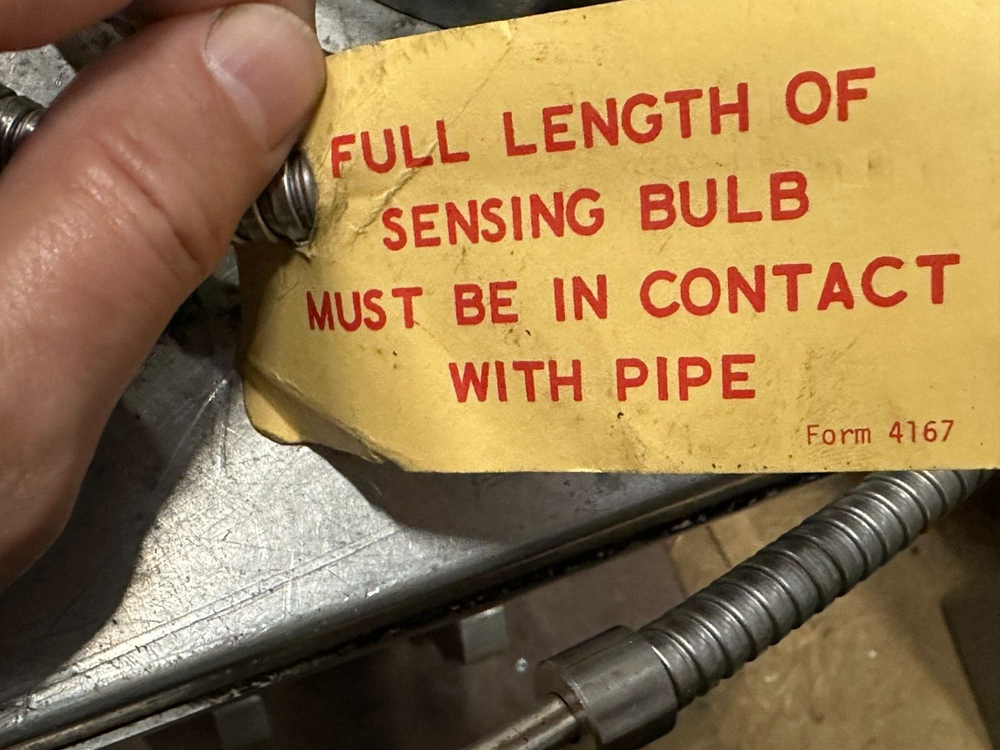 FULL LENGTH OF
SENSING BULB
MUST BE IN CONTACT
WITH PIPE
Form 4167